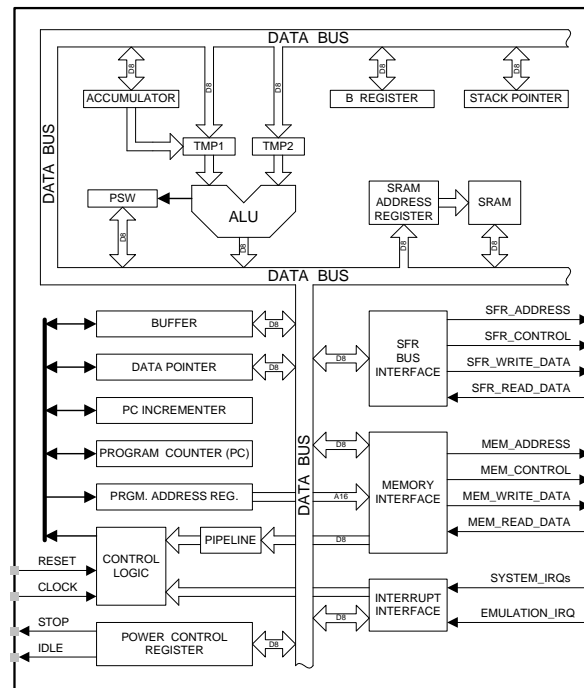 DATA BUS
D8
D8
D8
D8
D8
ACCUMULATOR
B REGISTER
STACK POINTER
DATA BUS
TMP1
TMP2
PSW
ALU
SRAM
ADDRESS
REGISTER
SRAM
D8
D8
D8
D8
DATA BUS
BUFFER
D8
DATA POINTER
D8
PC INCREMENTER
PROGRAM COUNTER (PC)
PRGM. ADDRESS REG.
A16
DATA BUS
D8
SFR
BUS
INTERFACE
SFR_ADDRESS
SFR_CONTROL
SFR_WRITE_DATA
SFR_READ_DATA
D8
MEMORY
INTERFACE
MEM_ADDRESS
MEM_CONTROL
MEM_WRITE_DATA
MEM_READ_DATA
RESET
CLOCK
CONTROL
LOGIC
PIPELINE
D8
STOP
IDLE
POWER CONTROL
REGISTER
D8
D8
INTERRUPT
INTERFACE
SYSTEM_IRQs
EMULATION_IRQ